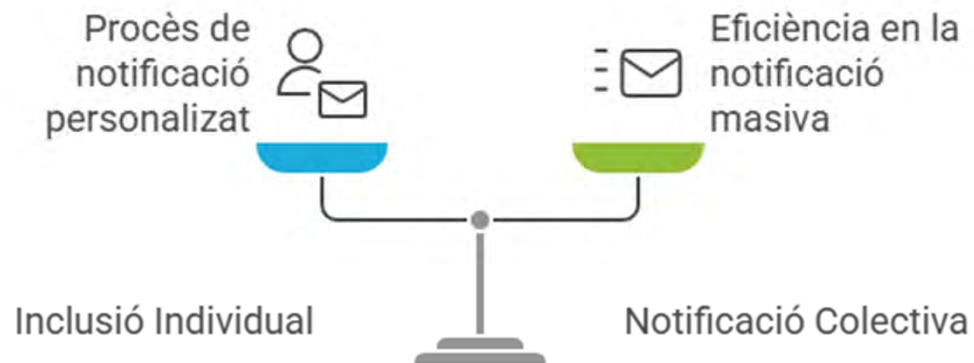 Procès de
notificació
personalizat
Eficiència en la
notificació
masiva
Inclusió Individual
Notificació Colectiva